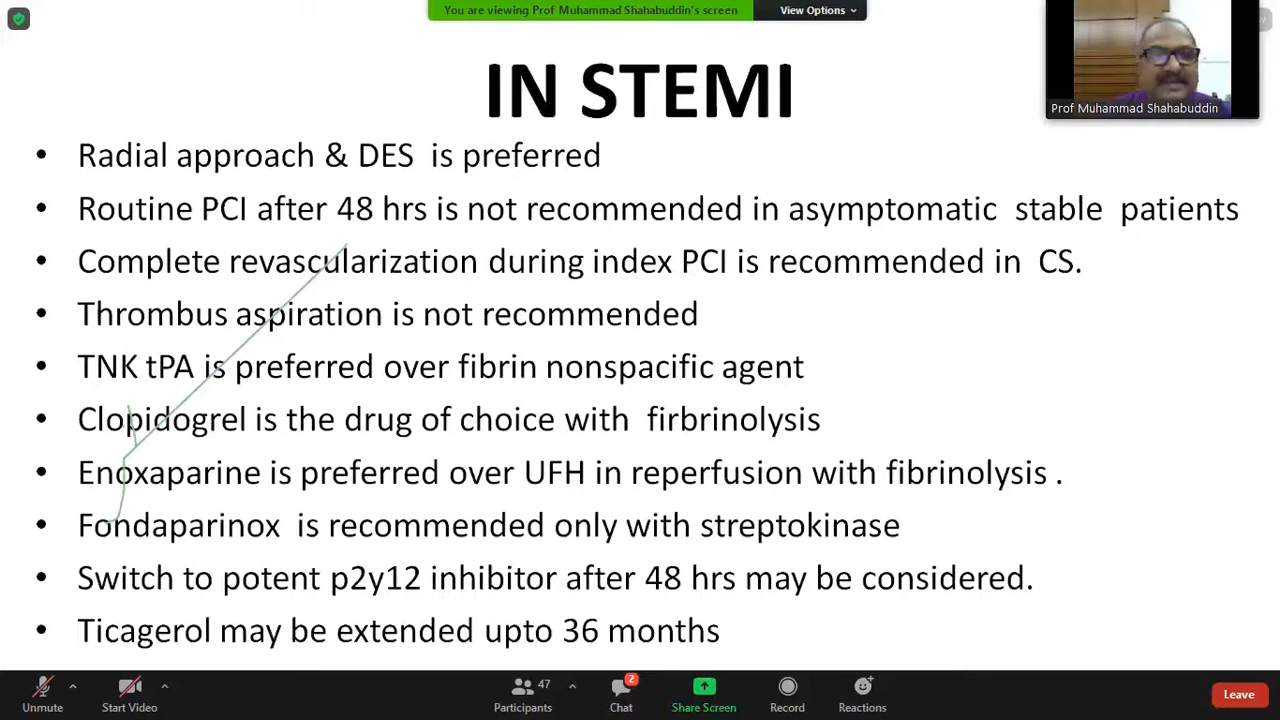 You are viewing Prof Muhammad Shahabuddin's screen
View Options
IN STEMI
Prof Muhammad Shahabuddin
• Radial approach & DES is preferred
• Routine PCI after 48 hrs is not recommended in asymptomatic stable patients
• Complete revascularization during index PCI is recommended in CS.
• Thrombus aspiration is not recommended
• TNK tPA is preferred over fibrin nonspacific agent
• Clopidogrel is the drug of choice with firbrinolysis
• Enoxaparine is preferred over UFH in reperfusion with fibrinolysis .
• Fondaparinox is recommended only with streptokinase
• Switch to potent p2y12 inhibitor after 48 hrs may be considered.
• Ticagerol may be extended upto 36 months
47
2
Unmute
Start Video
Participants
Chat
Share Screen
Record
Reactions
Leave